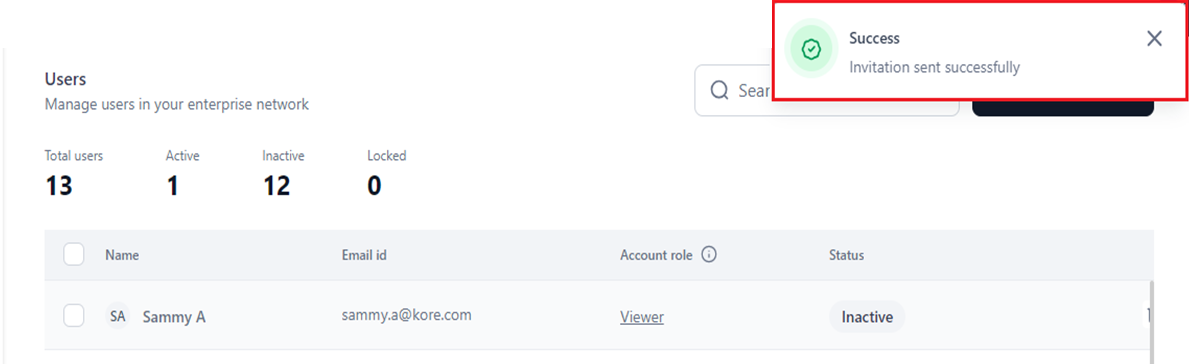 Success
Invitation sent successfully
Users
Manage users in your enterprise network
Total users Active Inactive Locked
13 1 12 0
Name Email id Account role Status
SA Sammy A sammy.a@kore.com Viewer Inactive